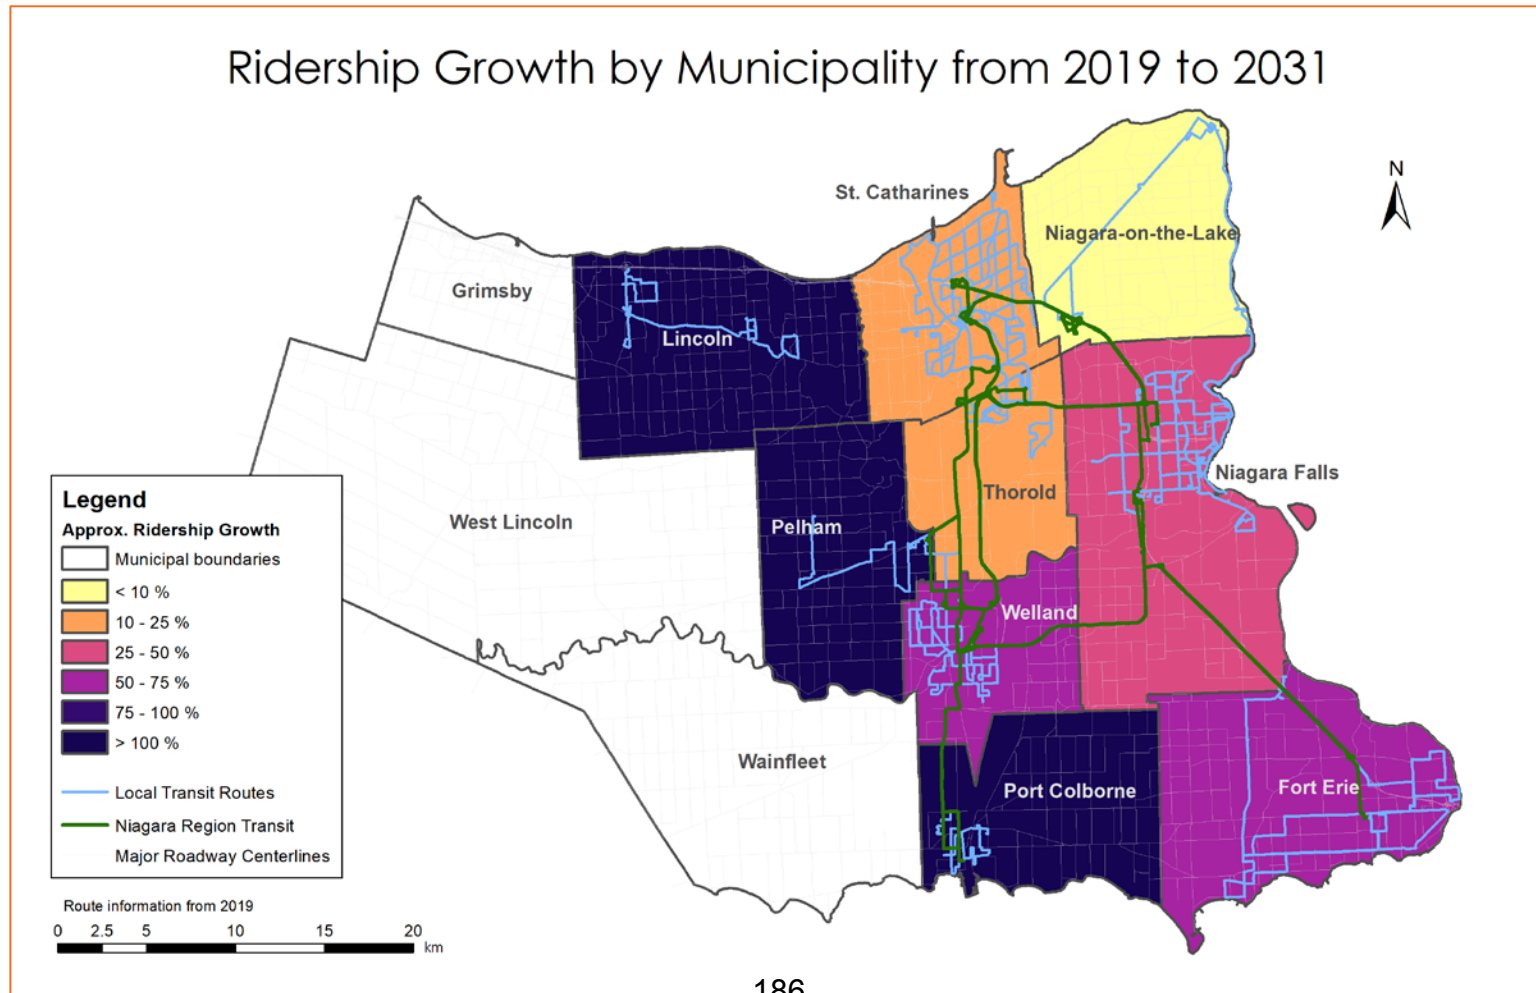 Ridership Growth by Municipality from 2019 to 2031
N
St. Catharines
Niagara-on-the-Lake
Grimsby
Lincoln
Niagara Falls
Thorold
West Lincoln
Pelham
Welland
Wainfleet
Port Colborne
Fort Erie
Legend
Approx. Ridership Growth
Municipal boundaries
< 10 %
10 - 25 %
25 - 50 %
50 - 75 %
75 - 100 %
> 100 %
Local Transit Routes
Niagara Region Transit
Major Roadway Centerlines
Route information from 2019
0 2.5 5 10 15 20
km
186